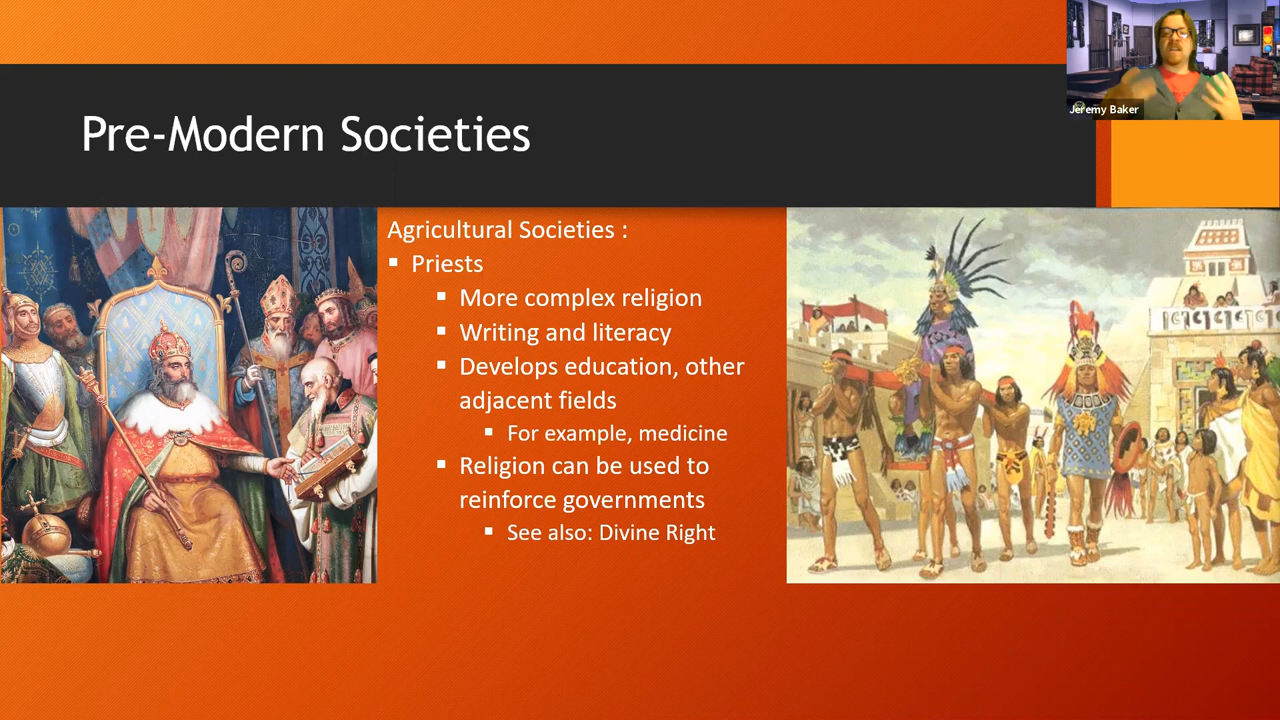 Jeremy Baker
Pre-Modern Societies
Agricultural Societies :
Priests
More complex religion
Writing and literacy
Develops education, other
adjacent fields
For example, medicine
Religion can be used to
reinforce governments
See also: Divine Right